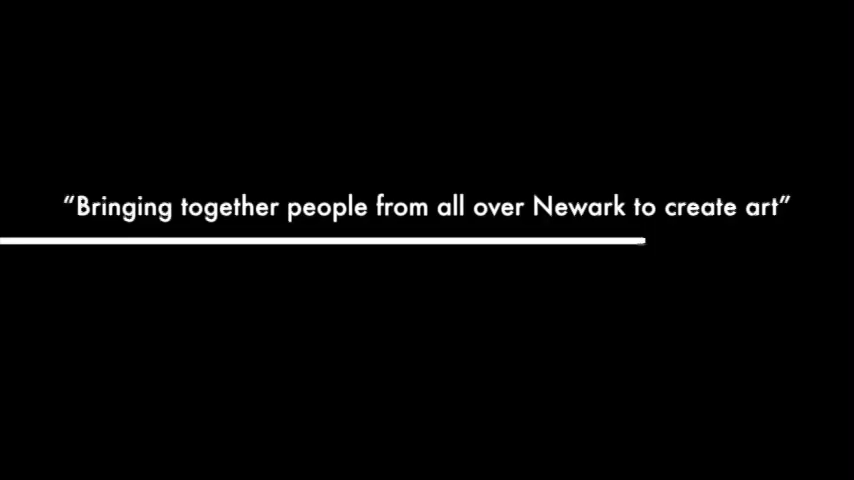 “Bringing together people from all over Newark to create art”